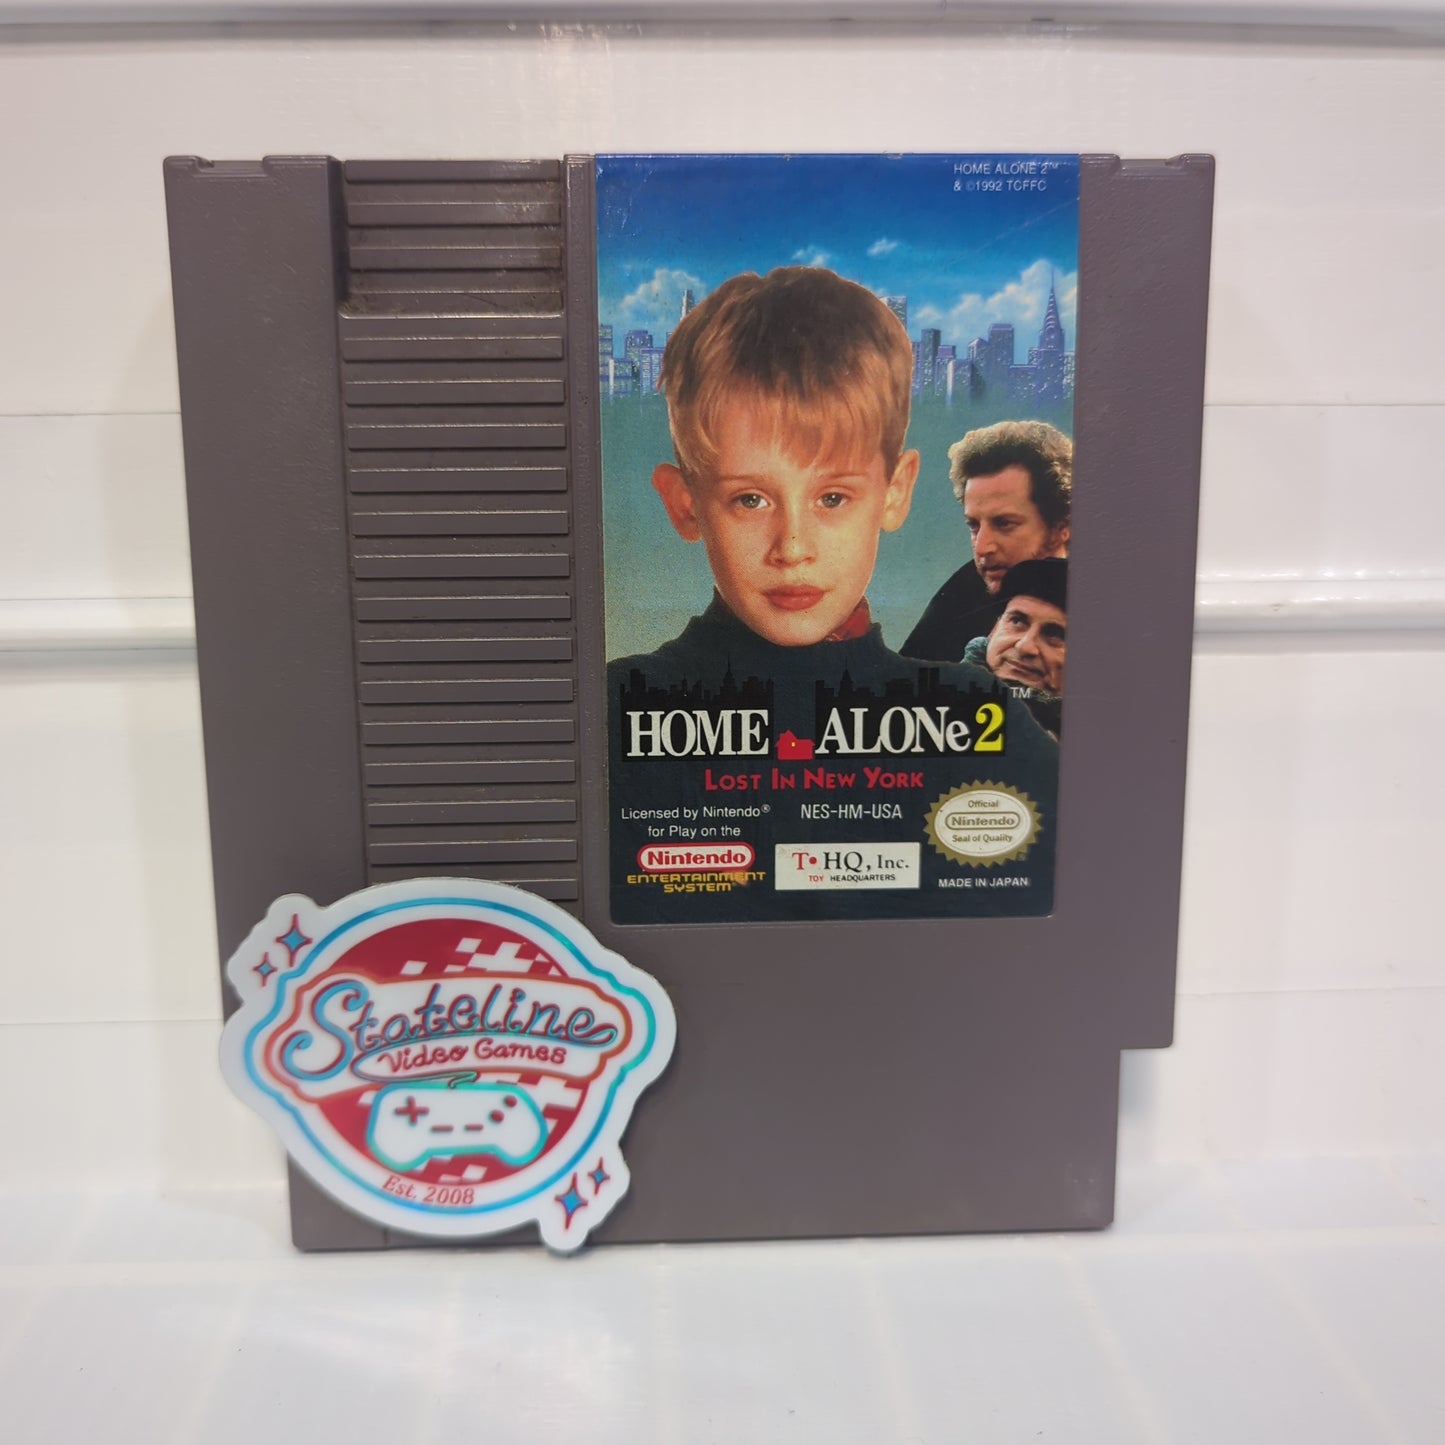 HOME ALONE 2™
& ©1992 TCFFC
HOME ALONe 2 ™
LOST IN NEW YORK
Licensed by Nintendo®
for Play on the
Nintendo
ENTERTAINMENT
SYSTEM®
NES-HM-USA
T•HQ, Inc.
TOY HEADQUARTERS
Official
Nintendo
Seal of Quality
MADE IN JAPAN
Stateline
Video Games
Est. 2008